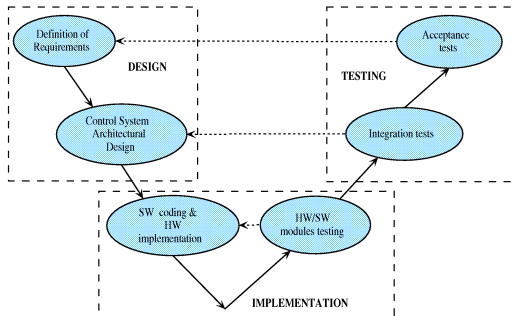 Definition of
Requirements
DESIGN
Control System
Architectural
Design
SW coding &
HW
implementation
HW/SW
modules testing
IMPLEMENTATION
Integration tests
TESTING
Acceptance
tests